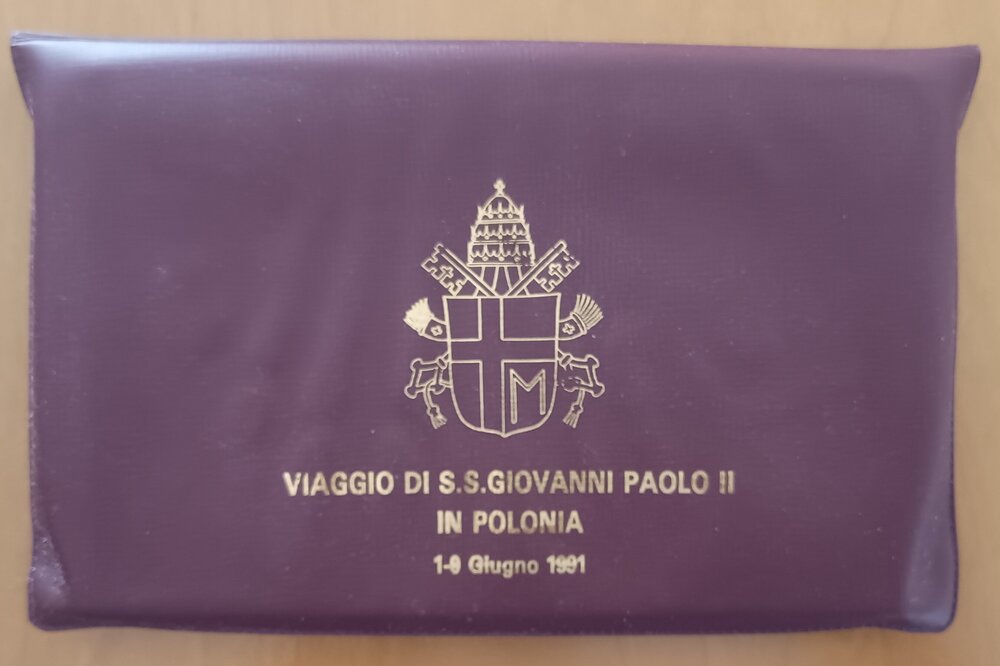 M
VIAGGIO DI S.S.GIOVANNI PAOLO II
IN POLONIA
1-9 Giugno 1991